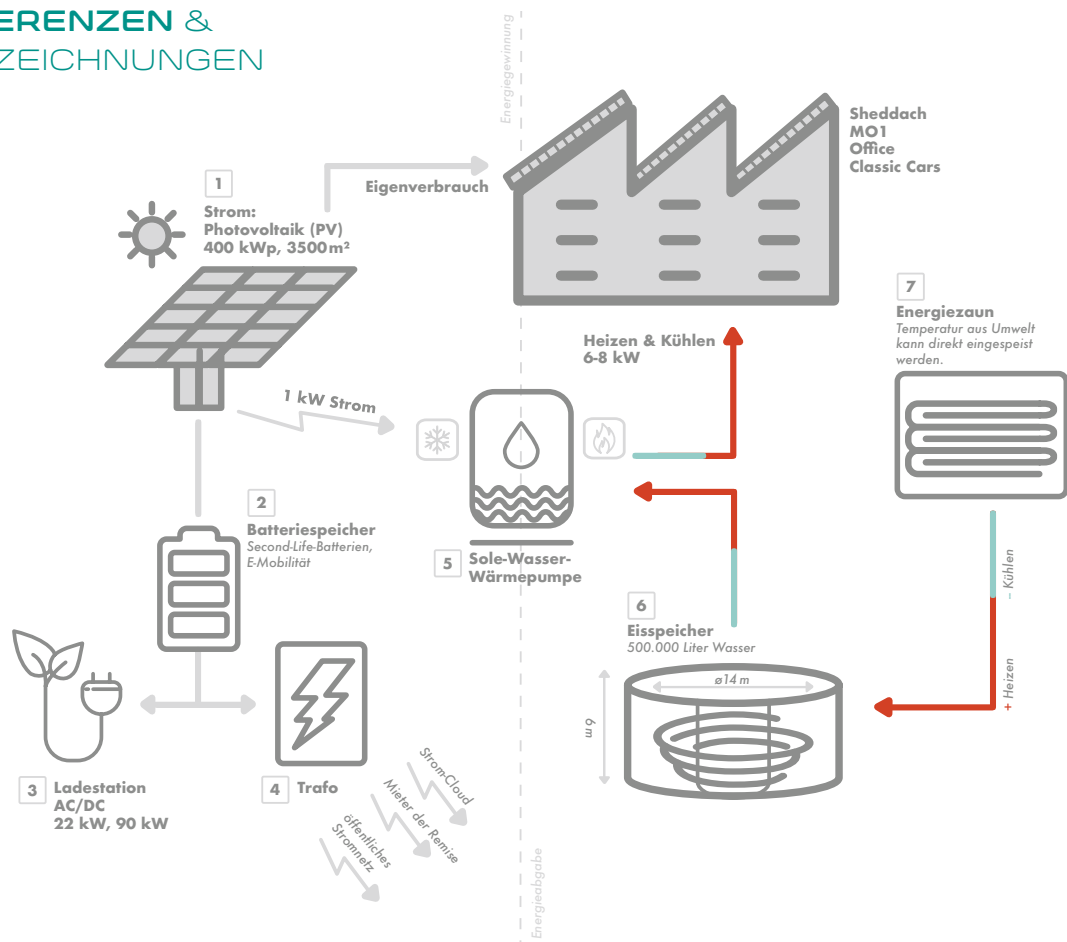 ERENZEN &
ZEICHNUNGEN
Energiegewinnung
Sheddach
MO1
Office
Classic Cars
Eigenverbrauch
1
Strom:
Photovoltaik (PV)
400 kWp, 3500 m²
7
Energiezaun
Temperatur aus Umwelt
kann direkt eingespeist
werden.
Heizen & Kühlen
6-8 kW
1 kW Strom
2
Batteriespeicher
Second-Life-Batterien,
E-Mobilität
5
Sole-Wasser-
Wärmepumpe
– Kühlen
+ Heizen
6
Eisspeicher
500.000 Liter Wasser
ø14 m
6m
3
Ladestation
AC/DC
22 kW, 90 kW
4
Trafo
Strom-Cloud
Mieter der Remise
öffentliches
Stromnetz
Energieabgabe